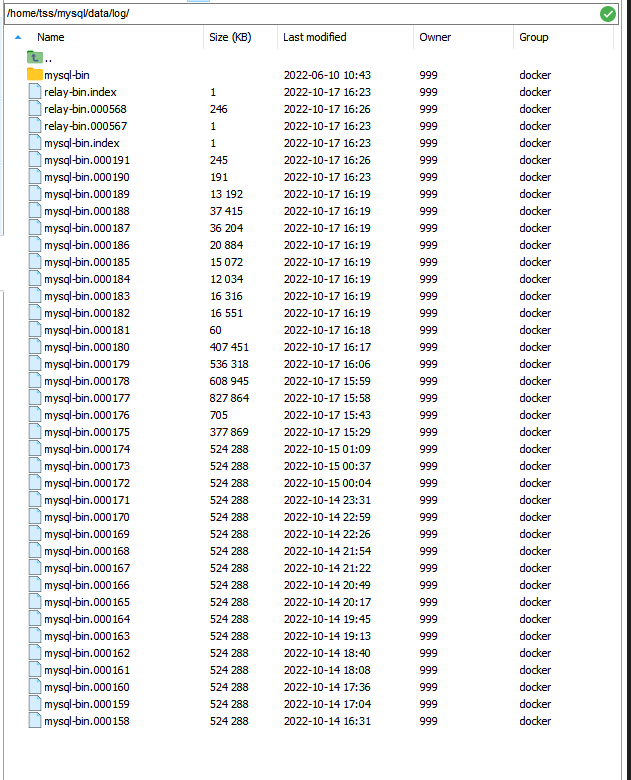 /home/tss/mysql/data/log/
Name Size (KB) Last modified Owner Group
..
mysql-bin 2022-06-10 10:43 999 docker
relay-bin.index 1 2022-10-17 16:23 999 docker
relay-bin.000568 246 2022-10-17 16:26 999 docker
relay-bin.000567 1 2022-10-17 16:23 999 docker
mysql-bin.index 1 2022-10-17 16:23 999 docker
mysql-bin.000191 245 2022-10-17 16:26 999 docker
mysql-bin.000190 191 2022-10-17 16:23 999 docker
mysql-bin.000189 13 192 2022-10-17 16:19 999 docker
mysql-bin.000188 37 415 2022-10-17 16:19 999 docker
mysql-bin.000187 36 204 2022-10-17 16:19 999 docker
mysql-bin.000186 20 884 2022-10-17 16:19 999 docker
mysql-bin.000185 15 072 2022-10-17 16:19 999 docker
mysql-bin.000184 12 034 2022-10-17 16:19 999 docker
mysql-bin.000183 16 316 2022-10-17 16:19 999 docker
mysql-bin.000182 16 551 2022-10-17 16:19 999 docker
mysql-bin.000181 60 2022-10-17 16:18 999 docker
mysql-bin.000180 407 451 2022-10-17 16:17 999 docker
mysql-bin.000179 536 318 2022-10-17 16:06 999 docker
mysql-bin.000178 608 945 2022-10-17 15:59 999 docker
mysql-bin.000177 827 864 2022-10-17 15:58 999 docker
mysql-bin.000176 705 2022-10-17 15:43 999 docker
mysql-bin.000175 377 869 2022-10-17 15:29 999 docker
mysql-bin.000174 524 288 2022-10-15 01:09 999 docker
mysql-bin.000173 524 288 2022-10-15 00:37 999 docker
mysql-bin.000172 524 288 2022-10-15 00:04 999 docker
mysql-bin.000171 524 288 2022-10-14 23:31 999 docker
mysql-bin.000170 524 288 2022-10-14 22:59 999 docker
mysql-bin.000169 524 288 2022-10-14 22:26 999 docker
mysql-bin.000168 524 288 2022-10-14 21:54 999 docker
mysql-bin.000167 524 288 2022-10-14 21:22 999 docker
mysql-bin.000166 524 288 2022-10-14 20:49 999 docker
mysql-bin.000165 524 288 2022-10-14 20:17 999 docker
mysql-bin.000164 524 288 2022-10-14 19:45 999 docker
mysql-bin.000163 524 288 2022-10-14 19:13 999 docker
mysql-bin.000162 524 288 2022-10-14 18:40 999 docker
mysql-bin.000161 524 288 2022-10-14 18:08 999 docker
mysql-bin.000160 524 288 2022-10-14 17:36 999 docker
mysql-bin.000159 524 288 2022-10-14 17:04 999 docker
mysql-bin.000158 524 288 2022-10-14 16:31 999 docker